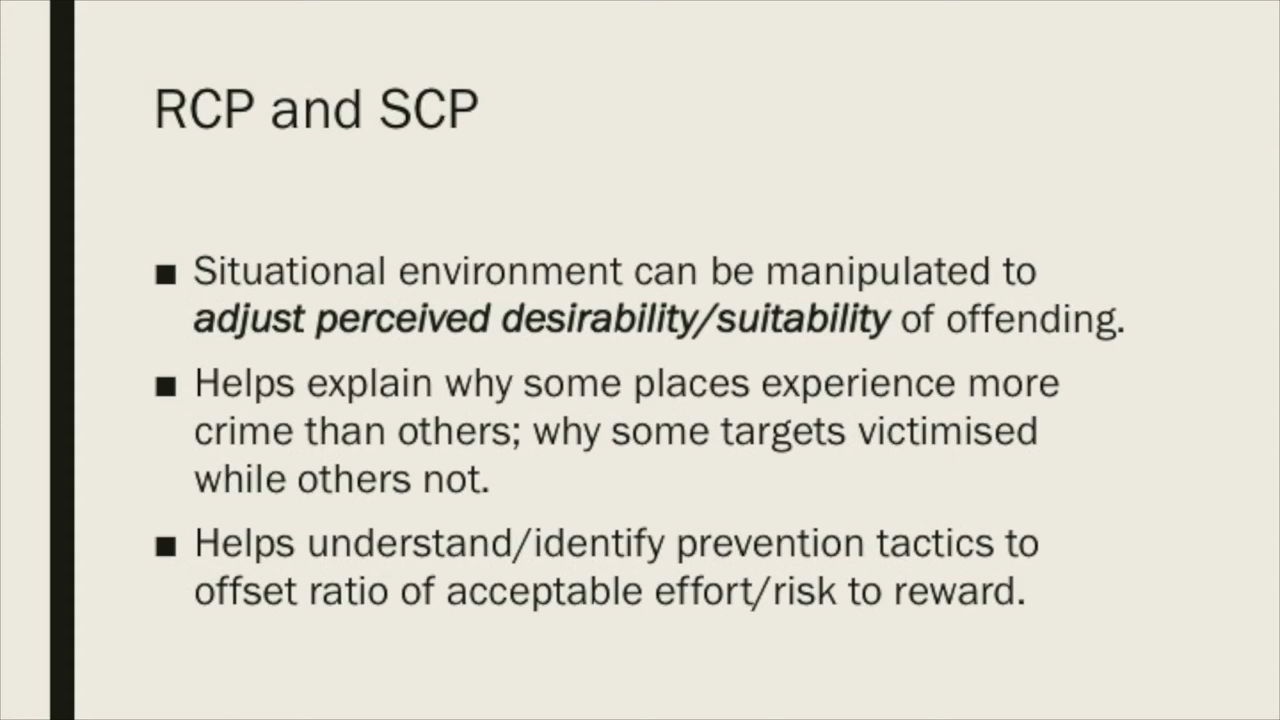 RCP and SCP
■ Situational environment can be manipulated to
adjust perceived desirability/suitability of offending.
■ Helps explain why some places experience more
crime than others; why some targets victimised
while others not.
■ Helps understand/identify prevention tactics to
offset ratio of acceptable effort/risk to reward.